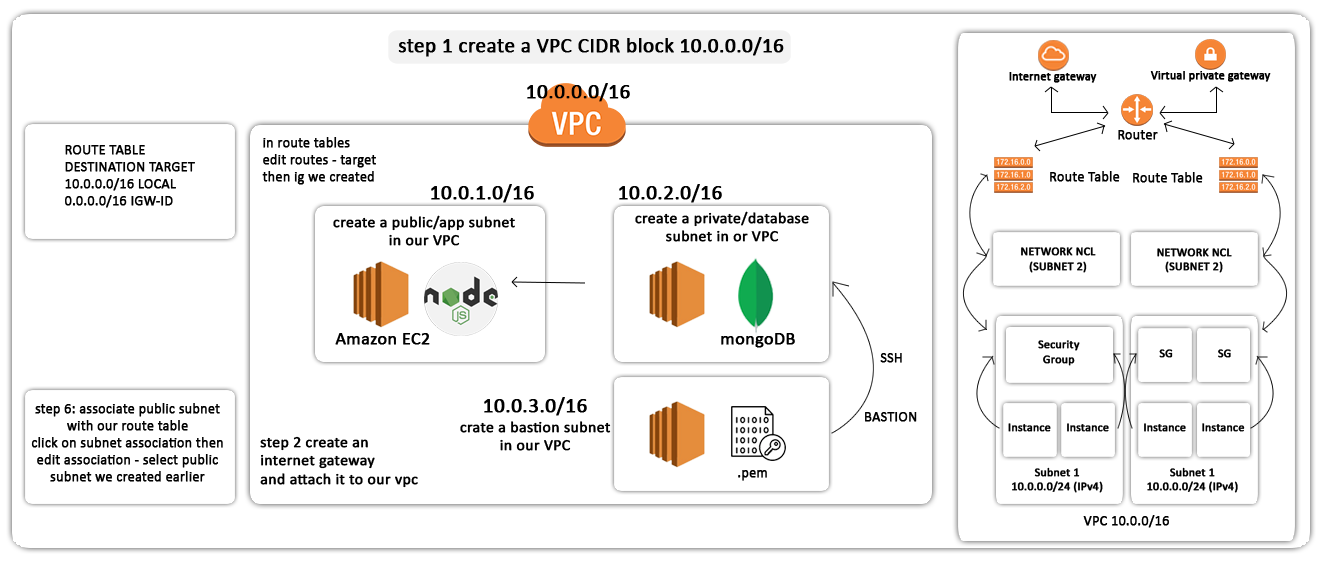 step 1 create a VPC CIDR block 10.0.0.0/16
10.0.0.0/16
VPC
ROUTE TABLE
DESTINATION TARGET
10.0.0.0/16 LOCAL
0.0.0.0/16 IGW-ID
step 6: associate public subnet
with our route table
click on subnet association then
edit association - select public
subnet we created earlier
in route tables
edit routes - target
then ig we created
10.0.1.0/16
create a public/app subnet
in our VPC
Amazon EC2
node
JS
10.0.2.0/16
create a private/database
subnet in or VPC
mongoDB
SSH
BASTION
10.0.3.0/16
crate a bastion subnet
in our VPC
01010
10101
01010
101
010
.pem
step 2 create an
internet gateway
and attach it to our vpc
Internet gateway
Virtual private gateway
Router
172.16.0.0
172.16.1.0
172.16.2.0
Route Table
Route Table
172.16.0.0
172.16.1.0
172.16.2.0
NETWORK NCL
(SUBNET 2)
NETWORK NCL
(SUBNET 2)
Security
Group
SG
SG
Instance
Instance
Instance
Instance
Subnet 1
10.0.0.0/24 (IPv4)
Subnet 1
10.0.0.0/24 (IPv4)
VPC 10.0.0/16